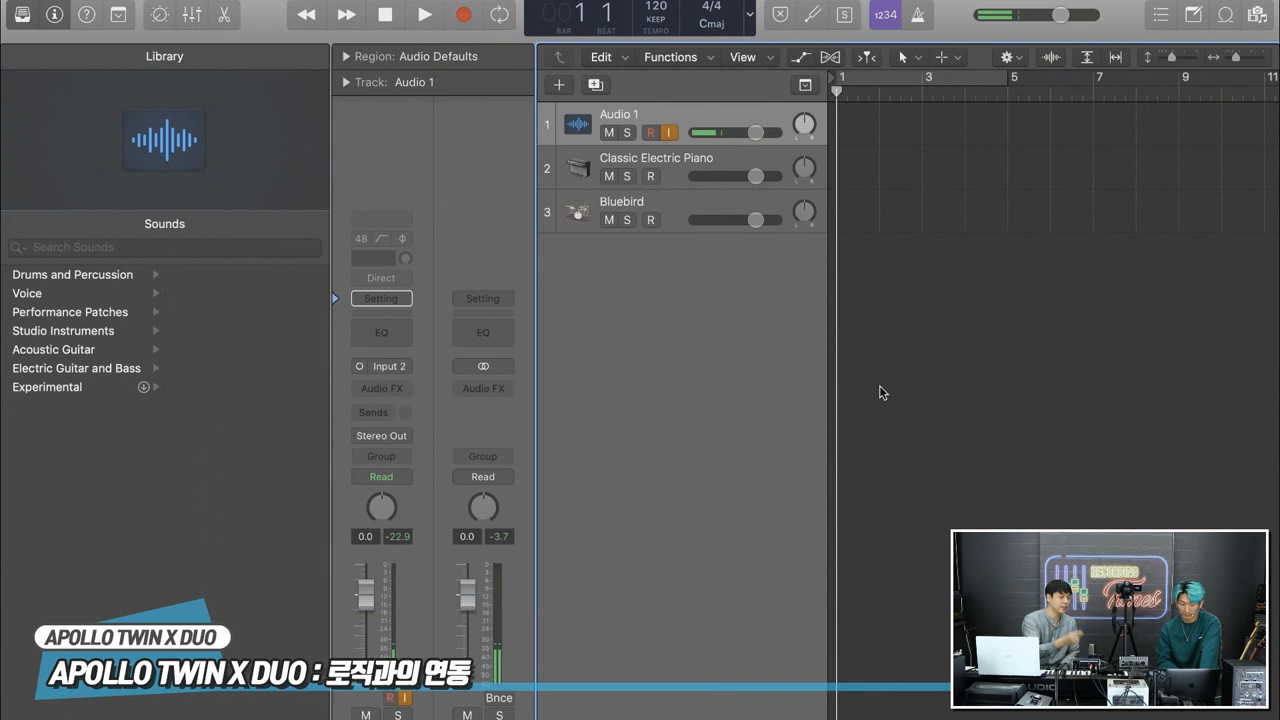 1 1
120
4/4
BAR BEAT
KEEP
TEMPO
Cmaj
1234
S
Library
Region: Audio Defaults
Track: Audio 1
Edit Functions View
1 3 5 7 9 11
Sounds
Search Sounds
Drums and Percussion
Voice
Performance Patches
Studio Instruments
Acoustic Guitar
Electric Guitar and Bass
Experimental
48
Direct
Setting Setting
EQ EQ
Input 2
Audio FX Audio FX
Sends
Stereo Out
Group Group
Read Read
0.0 -22.9 0.0 -3.7
R I Bnce
M S M S
1 Audio 1
M S R I
2 Classic Electric Piano
M S R
3 Bluebird
M S R
RECORDING
Times
APOLLO TWIN X DUO
APOLLO TWIN X DUO : 로직과의 연동